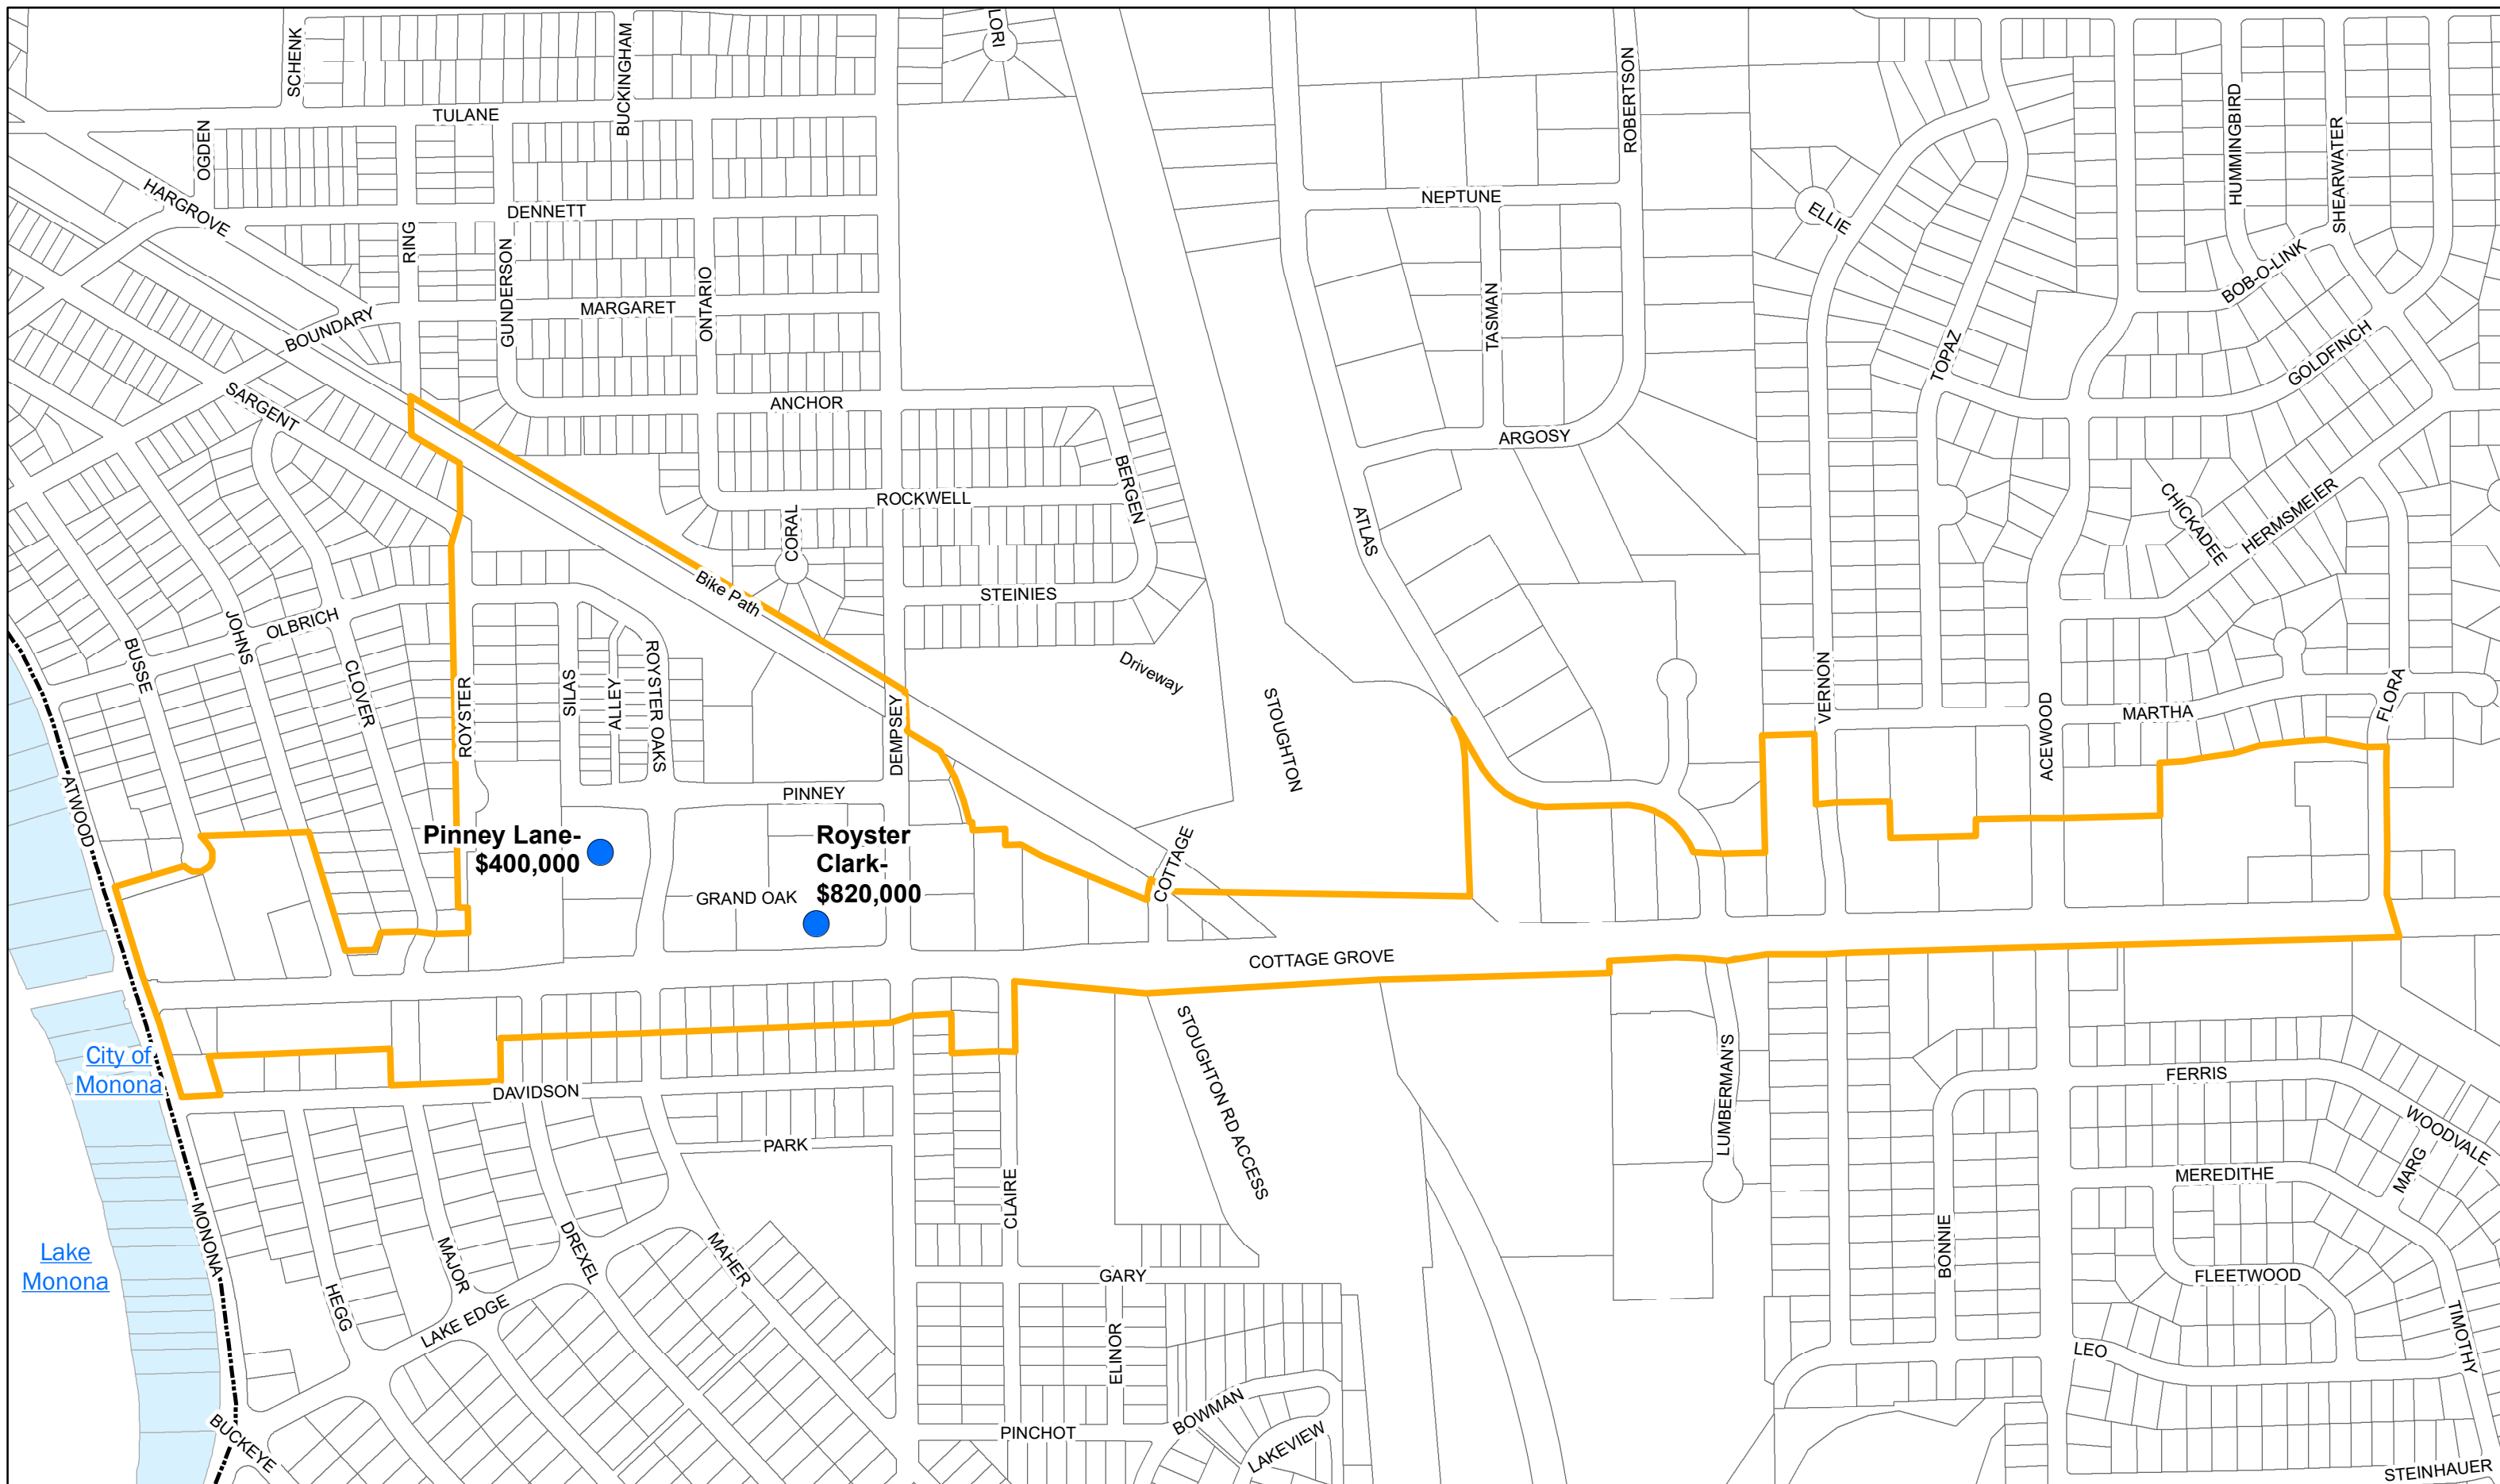 SCHENK
BUCKINGHAM
LORI
ROBERTSON
TULANE
OGDEN
HUMMINGBIRD
SHEARWATER
HARGROVE
DENNETT
NEPTUNE
ELLIE
RING
GUNDERSON
ONTARIO
BOB-O-LINK
MARGARET
TASMAN
BOUNDARY
TOPAZ
GOLDFINCH
SARGENT
ANCHOR
ARGOSY
BERGEN
ROCKWELL
CORAL
ATLAS
CHICKADEE
HERMSMEIER
Bike Path
STEINIES
OLBRICH
JOHNS
BUSSE
CLOVER
ROYSTER
SILAS
ALLEY
ROYSTER OAKS
Driveway
STOUGHTON
VERNON
ACEWOOD
MARTHA
FLORA
DEMPSEY
ATWOOD
PINNEY
Pinney Lane-
$400,000
Royster
Clark-
$820,000
COTTAGE
GRAND OAK
COTTAGE GROVE
City of
Monona
DAVIDSON
STOUGHTON RD ACCESS
LUMBERMAN'S
FERRIS
WOODVALE
PARK
MARG
MEREDITHE
CLAIRE
MONONA
Lake
Monona
HEGG
MAJOR
DREXEL
MAHER
BONNIE
GARY
FLEETWOOD
LAKE EDGE
ELINOR
LEO
TIMOTHY
BUCKEYE
BOWMAN
PINCHOT
LAKEVIEW
STEINHAUER